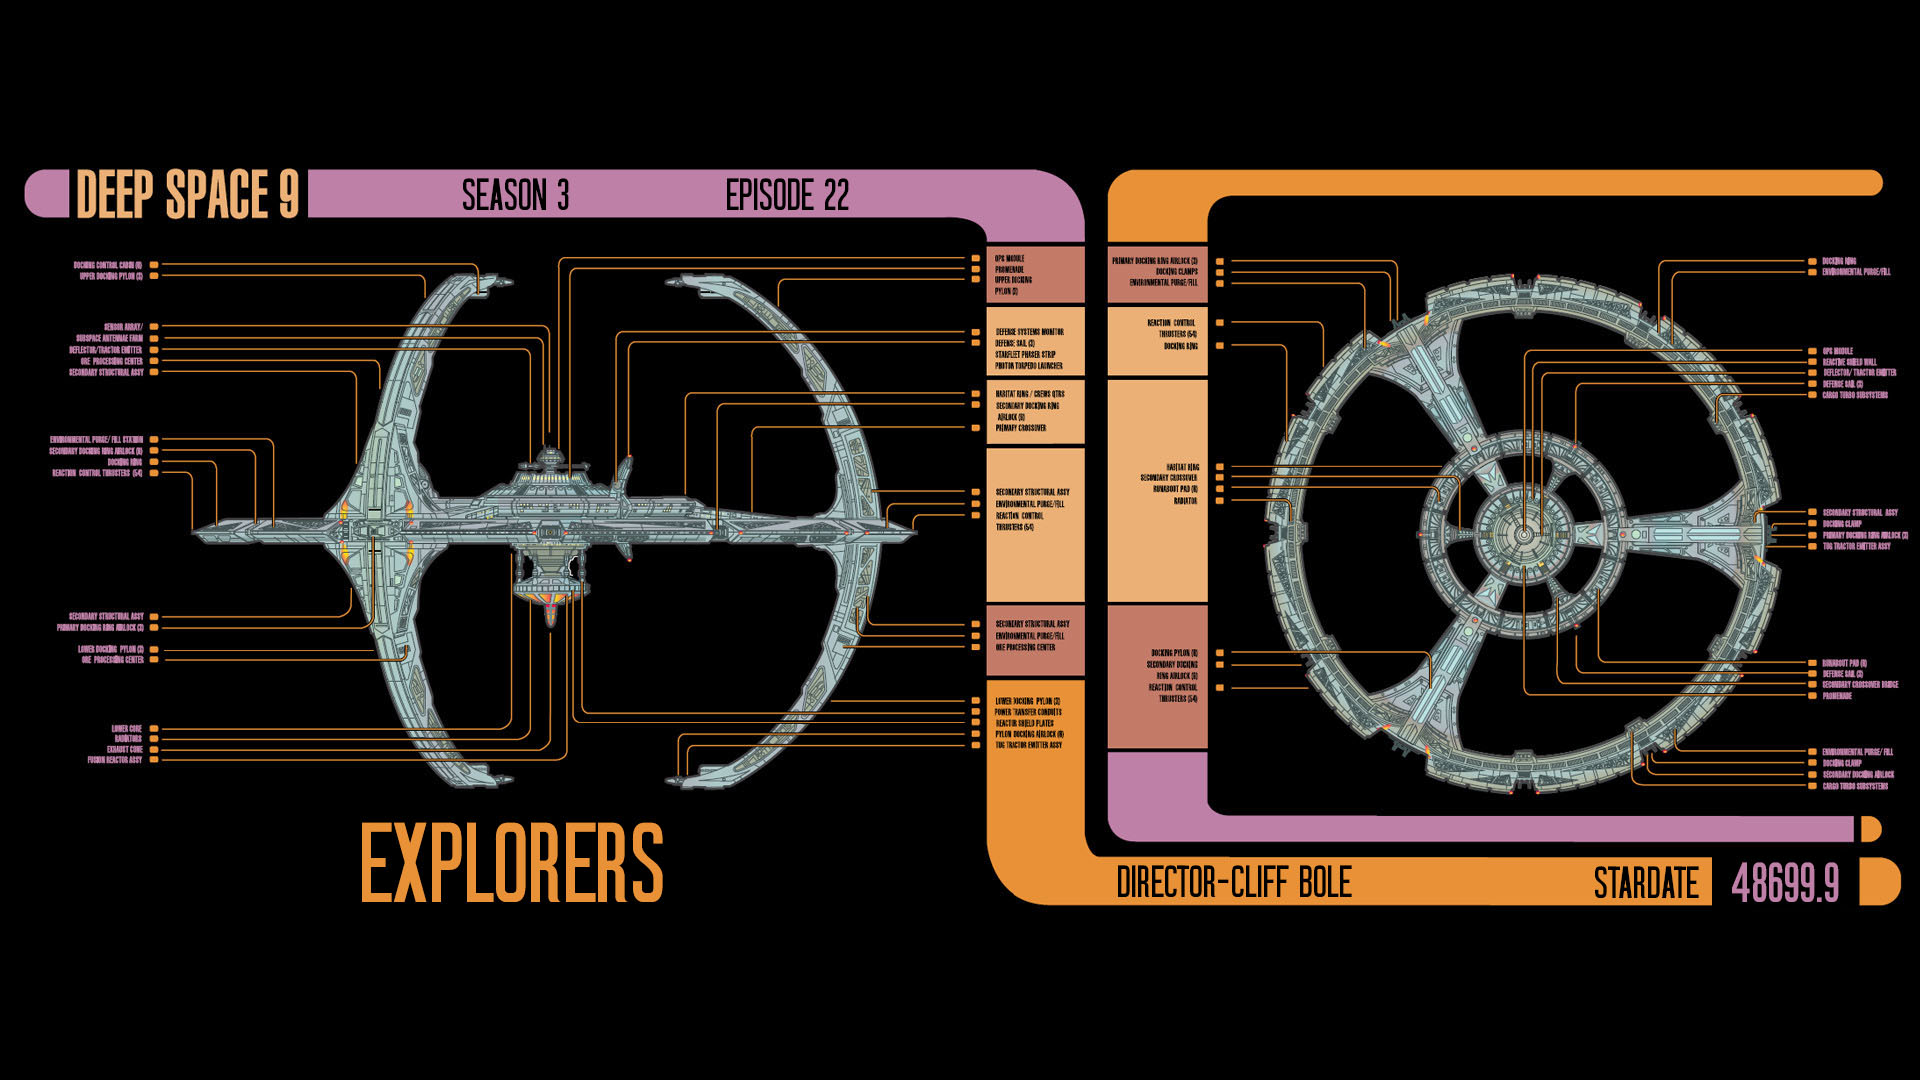 DEEP SPACE 9
SEASON 3
EPISODE 22
DOCKING CONTROL CABIN (6)
UPPER DOCKING PYLON (3)
SENSOR ARRAY/
SUBSPACE ANTENNAE FARM
DEFLECTOR/TRACTOR EMITTER
ORE PROCESSING CENTER
SECONDARY STRUCTURAL ASSY
ENVIRONMENTAL PURGE/ FILL STATION
SECONDARY DOCKING RING AIRLOCK (9)
DOCKING RING
REACTION CONTROL THRUSTERS (54)
SECONDARY STRUCTURAL ASSY
PRIMARY DOCKING RING AIRLOCK (3)
LOWER DOCKING PYLON (3)
ORE PROCESSING CENTER
LOWER CORE
RADIATORS
EXHAUST CONE
FUSION REACTOR ASSY
OPS MODULE
PROMENADE
UPPER DOCKING
PYLON (3)
DEFENSE SYSTEMS MONITOR
DEFENSE SAIL (3)
STARFLEET PHASER STRIP
PHOTON TORPEDO LAUNCHER
HABITAT RING / CREWS QTRS
SECONDARY DOCKING RING
AIRLOCK (9)
PRIMARY CROSSOVER
SECONDARY STRUCTURAL ASSY
ENVIRONMENTAL PURGE/FILL
REACTION CONTROL
THRUSTERS (54)
SECONDARY STRUCTURAL ASSY
ENVIRONMENTAL PURGE/FILL
ORE PROCESSING CENTER
LOWER DOCKING PYLON (3)
POWER TRANSFER CONDUITS
REACTOR SHIELD PLATES
PYLON DOCKING AIRLOCK (6)
TUG TRACTOR EMITTER ASSY
PRIMARY DOCKING RING AIRLOCK (3)
DOCKING CLAMPS
ENVIRONMENTAL PURGE/FILL
REACTION CONTROL
THRUSTERS (54)
DOCKING RING
HABITAT RING
SECONDARY CROSSOVER
RUNABOUT PAD (6)
RADIATOR
DOCKING PYLON (6)
SECONDARY DOCKING
RING AIRLOCK (9)
REACTION CONTROL
THRUSTERS (54)
DOCKING RING
ENVIRONMENTAL PURGE/FILL
OPS MODULE
REACTIVE SHIELD WALL
DEFLECTOR/ TRACTOR EMITTER
DEFENSE SAIL (3)
CARGO TURBO SUBSYSTEMS
SECONDARY STRUCTURAL ASSY
DOCKING CLAMP
PRIMARY DOCKING RING AIRLOCK (3)
TUG TRACTOR EMITTER ASSY
RUNABOUT PAD (6)
DEFENSE SAIL (3)
SECONDARY CROSSOVER BRIDGE
PROMENADE
ENVIRONMENTAL PURGE/ FILL
DOCKING CLAMP
SECONDARY DOCKING AIRLOCK
CARGO TURBO SUBSYSTEMS
EXPLORERS
DIRECTOR-CLIFF BOLE
STARDATE 48699.9